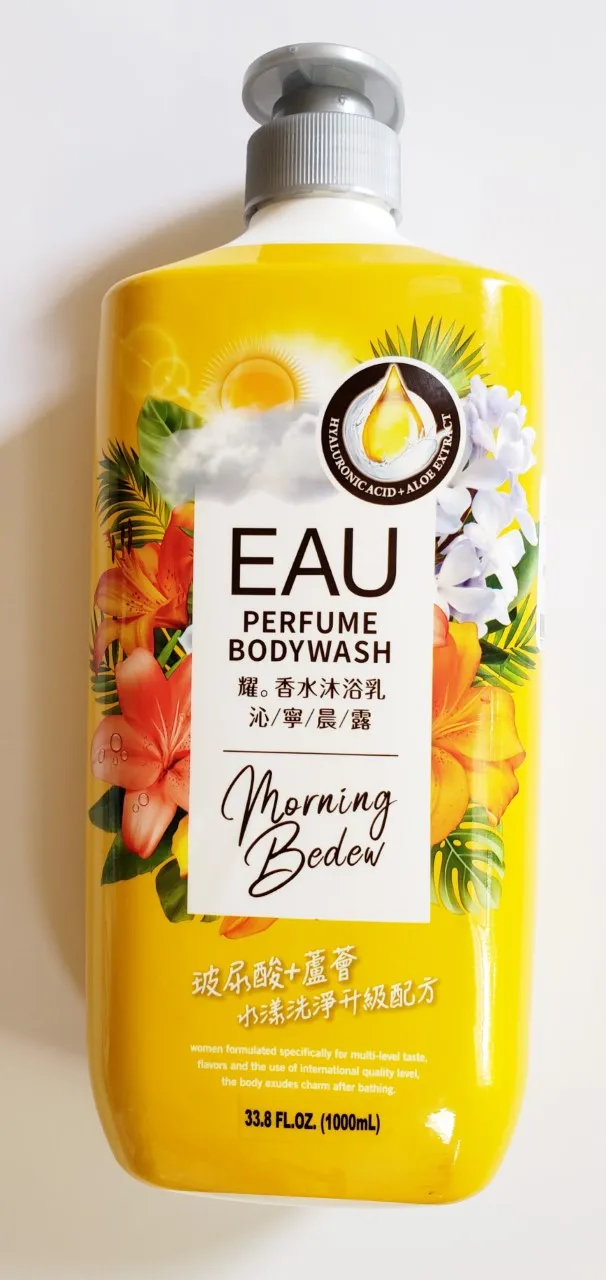 HYALURONIC ACID + ALOE EXTRACT
EAU
PERFUME
BODYWASH
耀。香水沐浴乳
沁/寧/晨/露
Morning
Bedew
玻尿酸+蘆薈
水漾洗淨升級配方
women formulated specifically for multi-level taste,
flavors and the use of international quality level,
the body axudes charm after bathing.
33.8 FL.OZ. (1000mL)